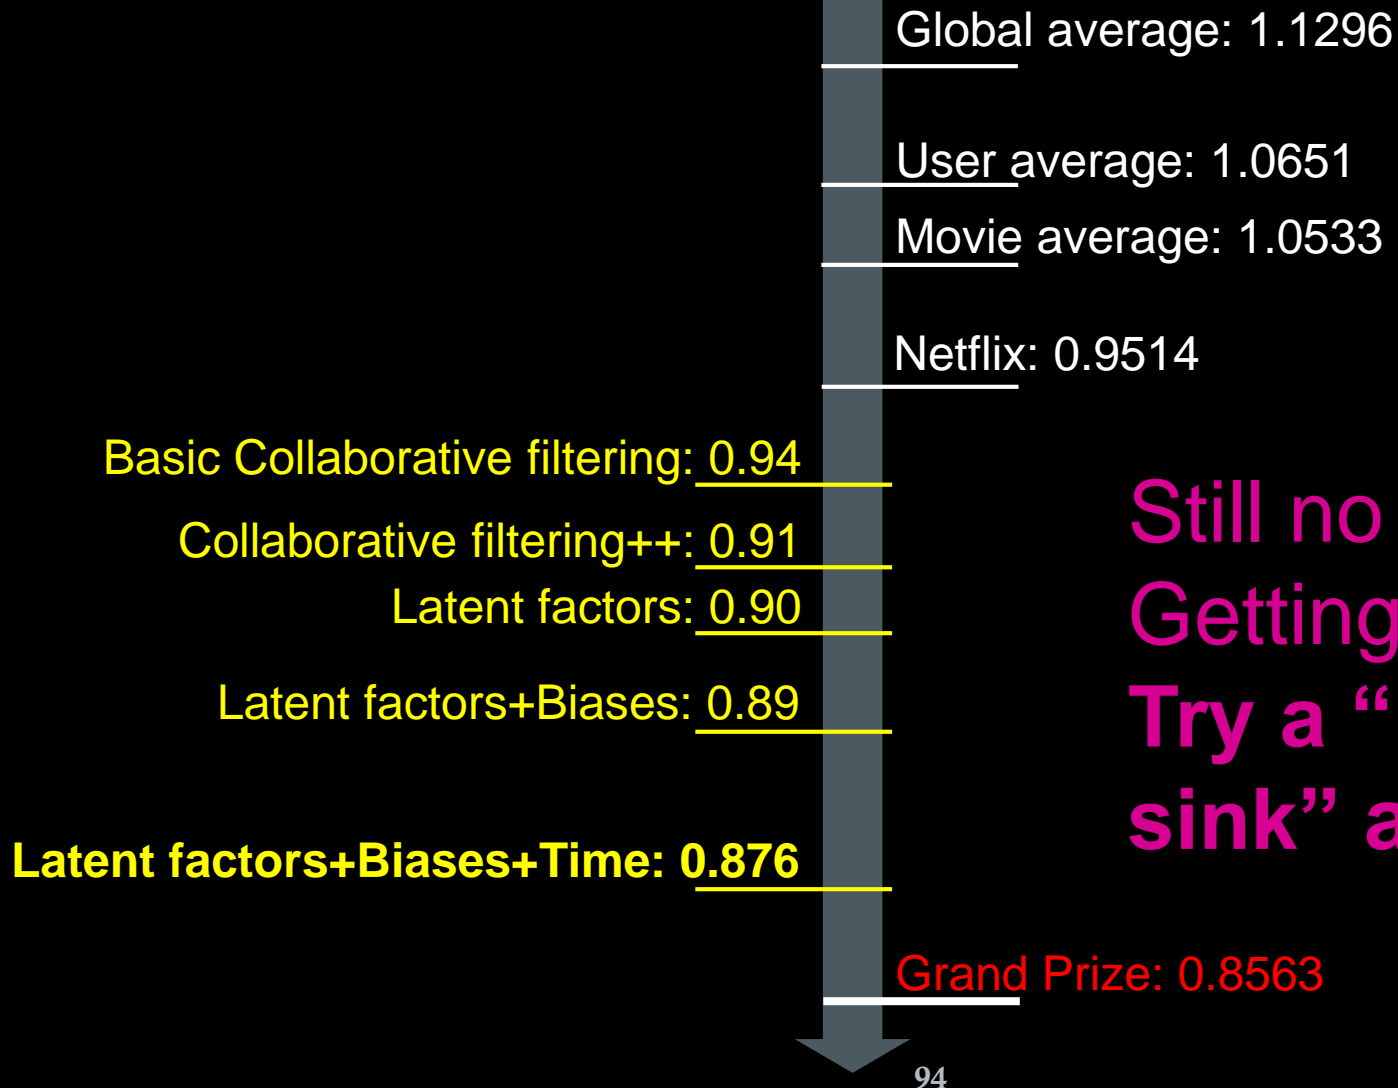 Global average: 1.1296
User average: 1.0651
Movie average: 1.0533
Netflix: 0.9514
Basic Collaborative filtering: 0.94
Collaborative filtering++: 0.91
Latent factors: 0.90
Latent factors+Biases: 0.89
Latent factors+Biases+Time: 0.876
Still no
Getting
Try a “
sink” a
Grand Prize: 0.8563
94